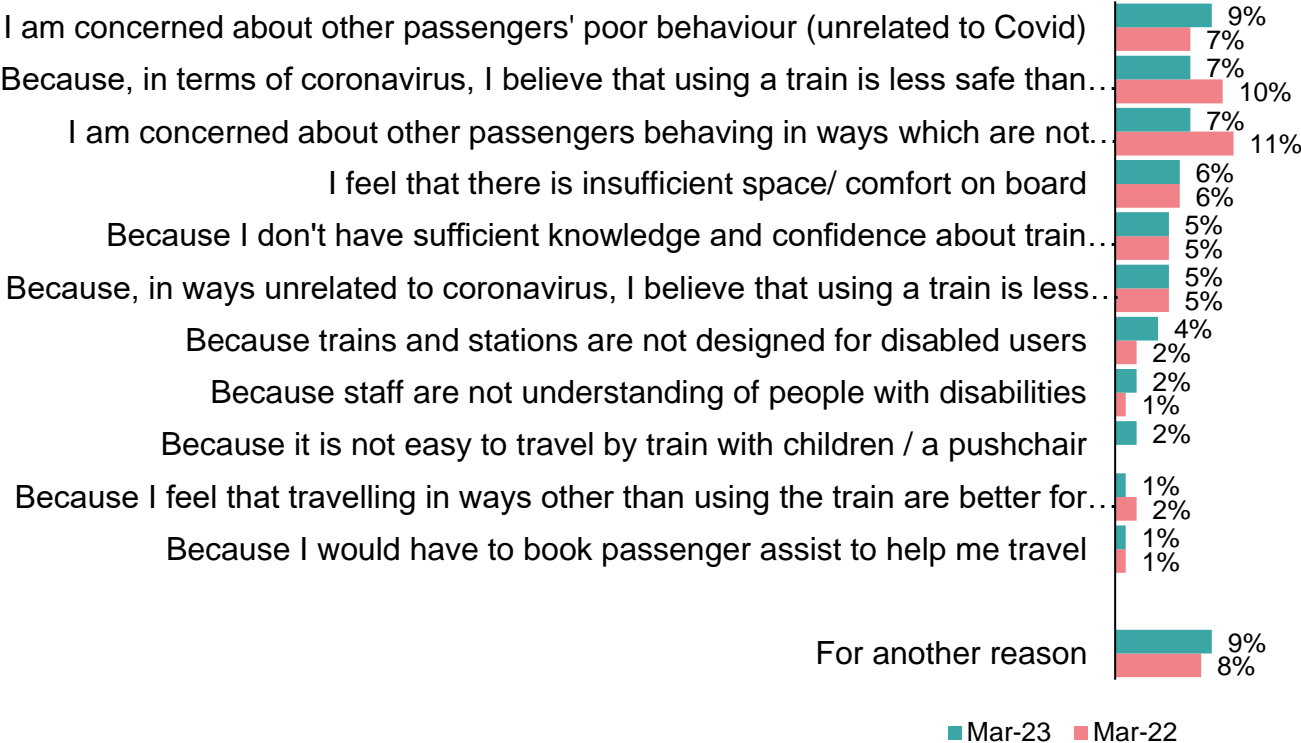 I am concerned about other passengers' poor behaviour (unrelated to Covid)
9%
7%
Because, in terms of coronavirus, I believe that using a train is less safe than…
7%
10%
I am concerned about other passengers behaving in ways which are not…
7%
11%
I feel that there is insufficient space/ comfort on board
6%
6%
Because I don't have sufficient knowledge and confidence about train…
5%
5%
Because, in ways unrelated to coronavirus, I believe that using a train is less…
5%
5%
Because trains and stations are not designed for disabled users
4%
2%
Because staff are not understanding of people with disabilities
2%
1%
Because it is not easy to travel by train with children / a pushchair
2%
Because I feel that travelling in ways other than using the train are better for…
1%
2%
Because I would have to book passenger assist to help me travel
1%
1%
For another reason
9%
8%
Mar-23 Mar-22